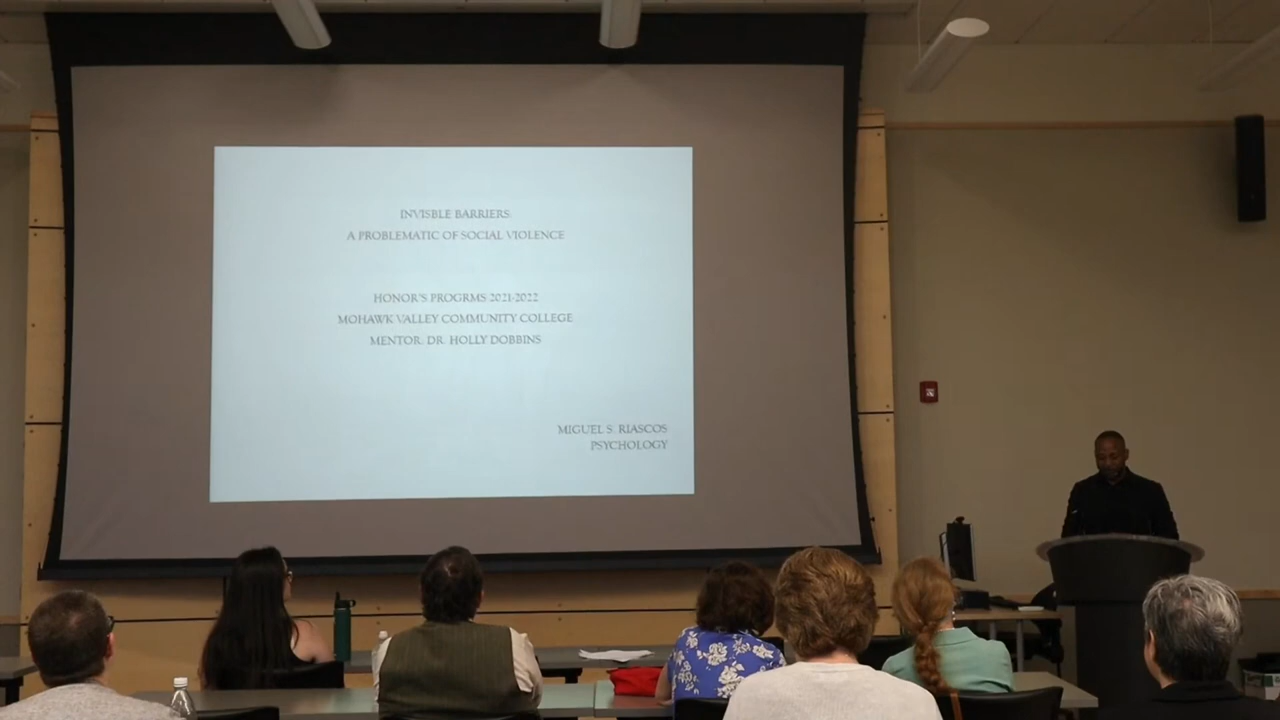 INVISBLE BARRIERS:
A PROBLEMATIC OF SOCIAL VIOLENCE
HONOR'S PROGRMS 2021-2022
MOHAWK VALLEY COMMUNITY COLLEGE
MENTOR: DR. HOLLY DOBBINS
MIGUEL S. RIASCOS
PSYCHOLOGY